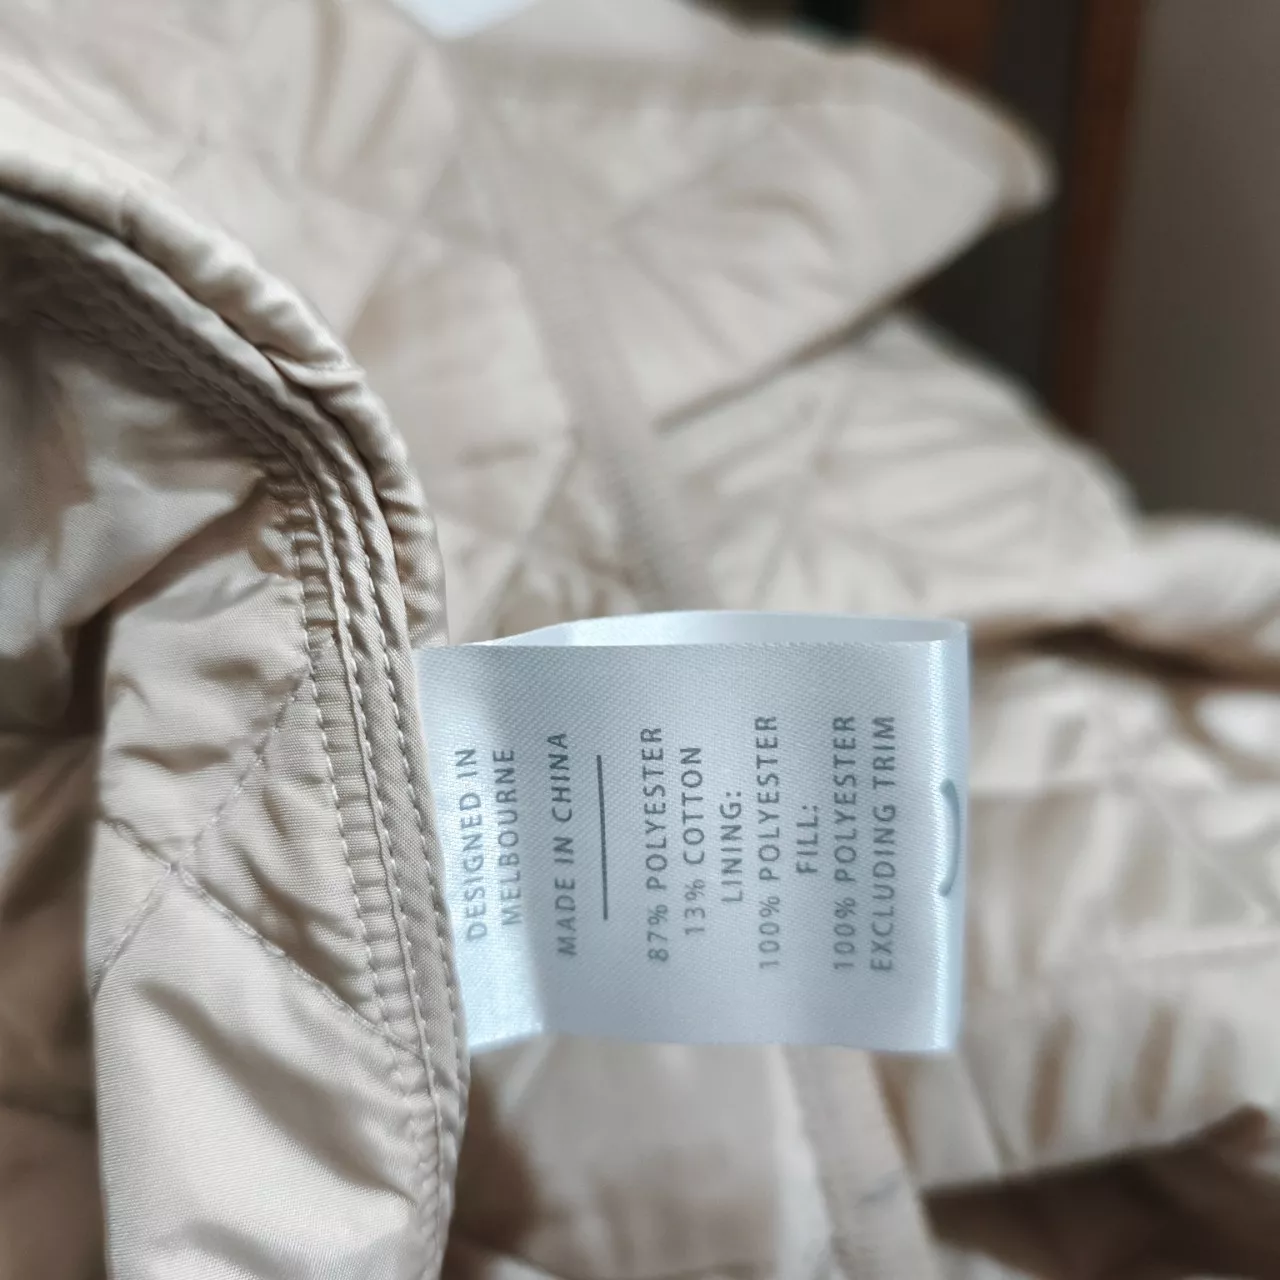 DESIGNED IN
MELBOURNE
MADE IN CHINA
87% POLYESTER
13% COTTON
LINING:
100% POLYESTER
FILL:
100% POLYESTER
EXCLUDING TRIM